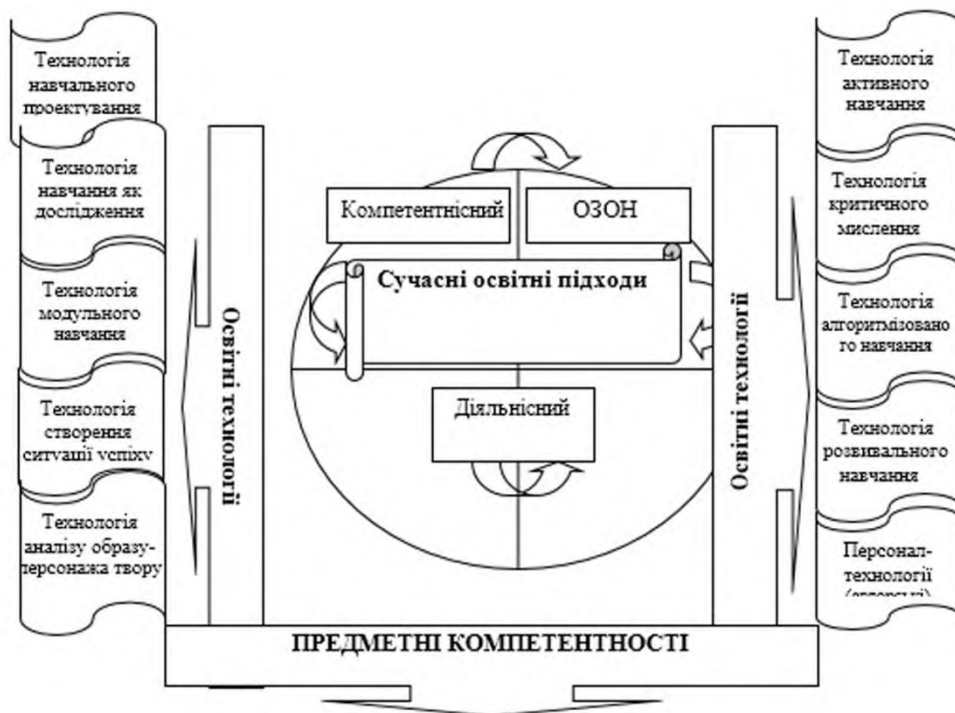 Технологія
навчального
проектування
Технологія
навчання як
дослідження
Технологія
модульного
навчання
Технологія
створення
ситуації успіху
Технологія
аналізу образу-
персонажа твору
Освітні технології
Компетентнісний
ОЗОН
Сучасні освітні підходи
Діяльнісний
Освітні технології
Технологія
активного
навчання
Технологія
критичного
мислення
Технологія
алгоритмізовано
го навчання
Технологія
розвивального
навчання
Персонал-
технології
(авторські)
ПРЕДМЕТНІ КОМПЕТЕНТНОСТІ